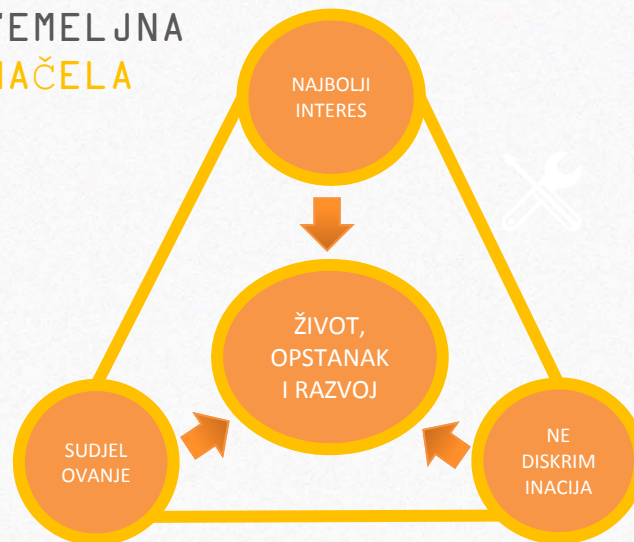 TEMELJNA
NAČELA
NAJBOLJI
INTERES
ŽIVOT,
OPSTANAK
I RAZVOJ
SUDJEL
OVANJE
NE
DISKRIM
INACIJA